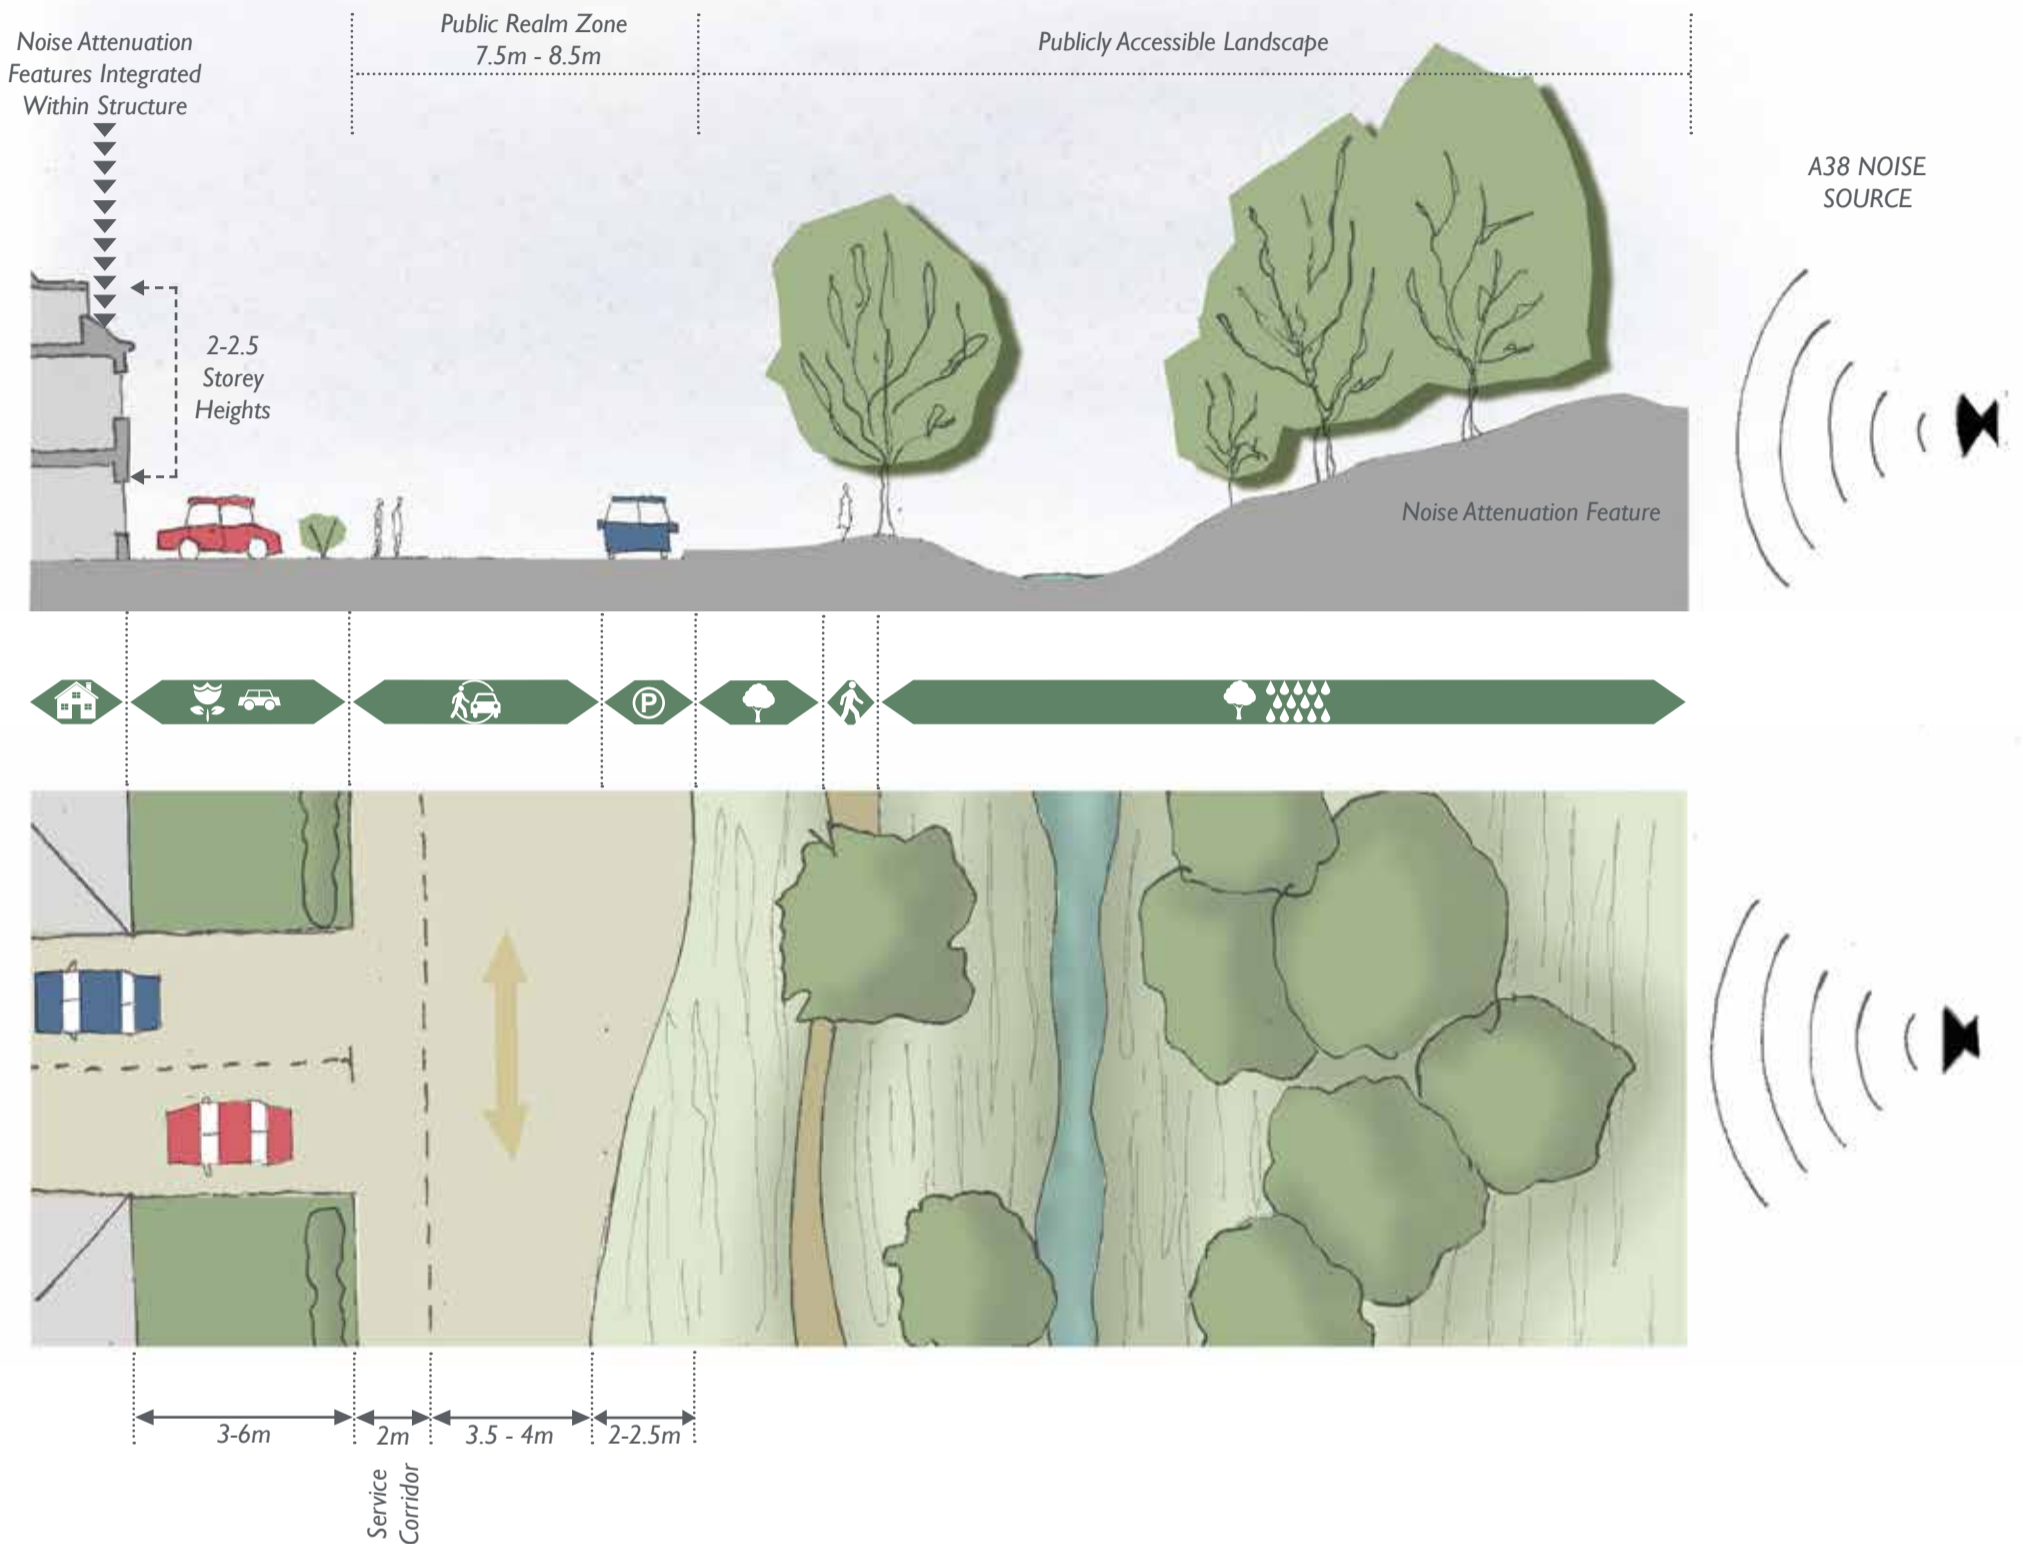 Noise Attenuation
Features Integrated
Within Structure
Public Realm Zone
7.5m - 8.5m
Publicly Accessible Landscape
A38 NOISE
SOURCE
2-2.5
Storey
Heights
Noise Attenuation Feature
P
3-6m
2m
3.5 - 4m
2-2.5m
Service
Corridor